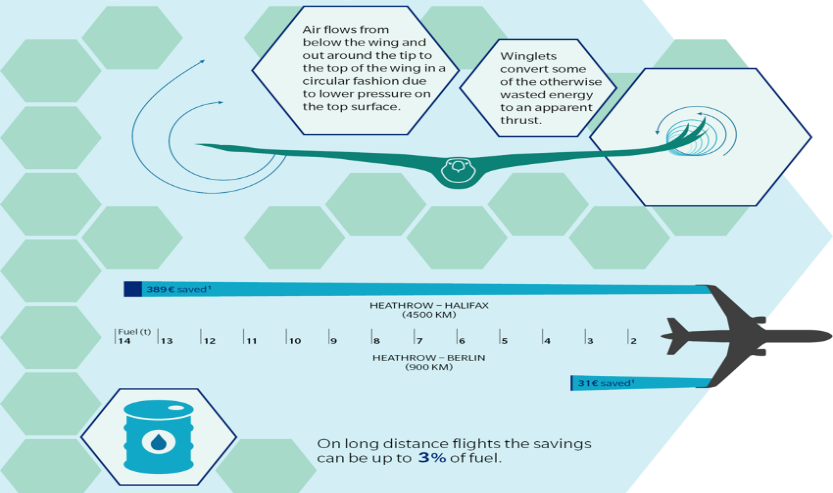 Air flows from
below the wing and
out around the tip to
the top of the wing in a
circular fashion due
to lower pressure on
the top surface.
Winglets
convert some
of the otherwise
wasted energy
to an apparent
thrust.
389€ saved¹
HEATHROW – HALIFAX
(4500 KM)
Fuel (t)
14 13 12 11 10 9 8 7 6 5 4 3 2
HEATHROW – BERLIN
(900 KM)
31€ saved¹
On long distance flights the savings
can be up to 3% of fuel.